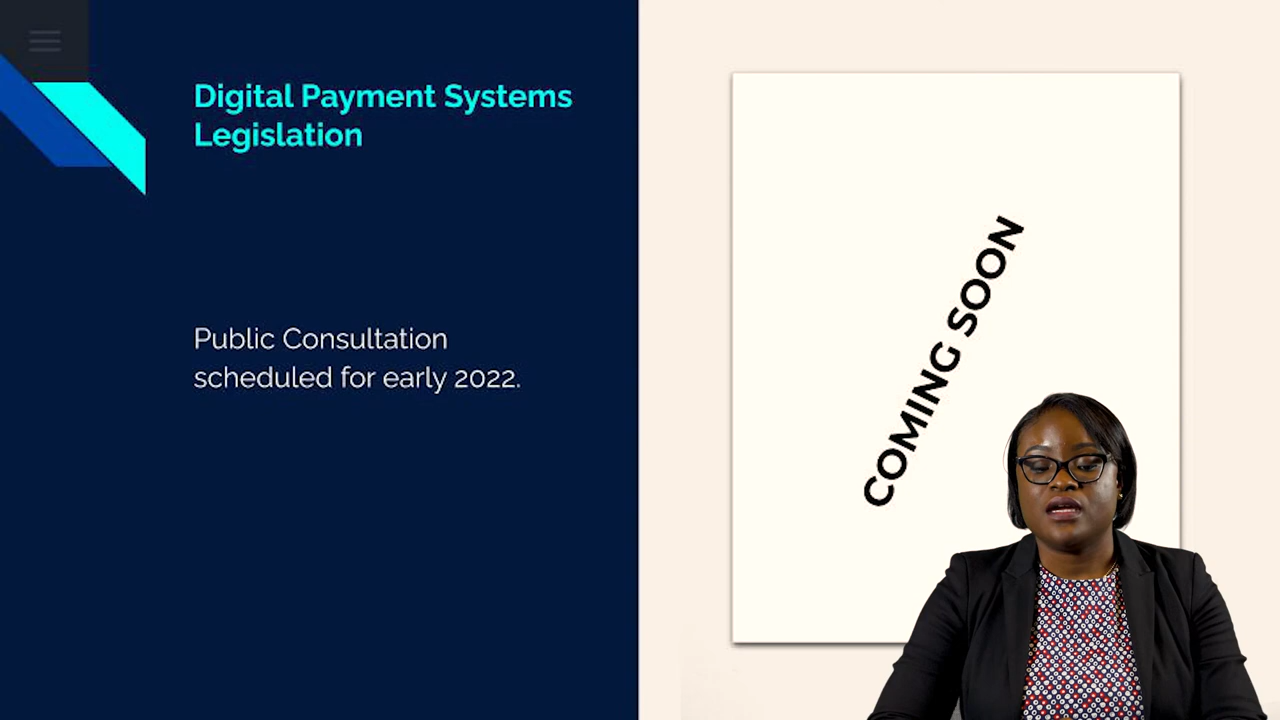 Digital Payment Systems
Legislation
Public Consultation
scheduled for early 2022.
COMING SOON